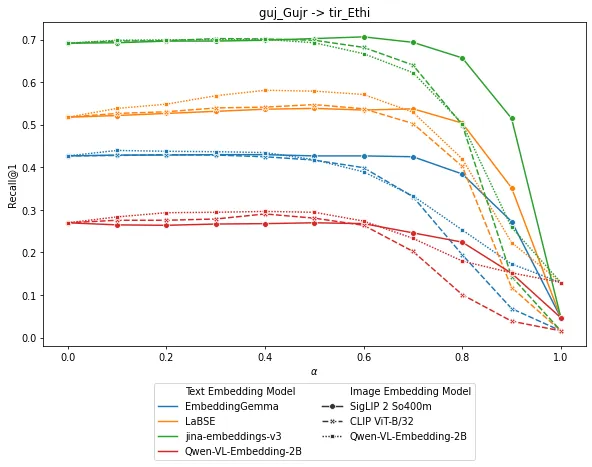 guj_Gujr -> tir_Ethi
Recall@1
0.7
0.6
0.5
0.4
0.3
0.2
0.1
0.0
0.0 0.2 0.4 0.6 0.8 1.0
α
Text Embedding Model Image Embedding Model
EmbeddingGemma SigLIP 2 So400m
LaBSE CLIP ViT-B/32
jina-embeddings-v3 Qwen-VL-Embedding-2B
Qwen-VL-Embedding-2B